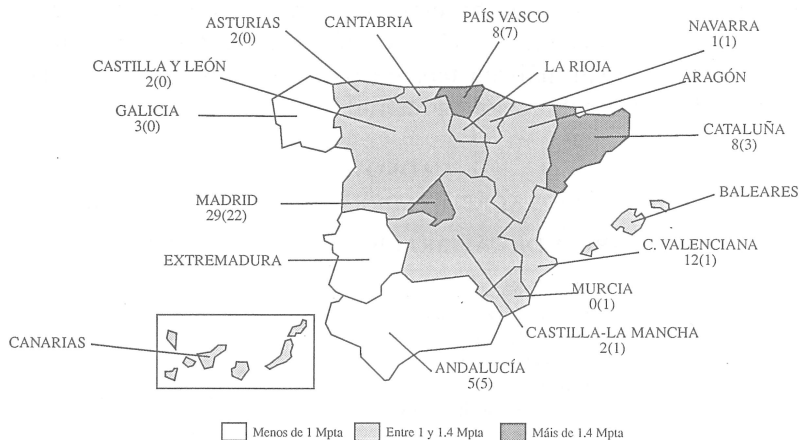 ASTURIAS
2(0)
CANTABRIA
PAÍS VASCO
8(7)
NAVARRA
1(1)
CASTILLA Y LEÓN
2(0)
LA RIOJA
ARAGÓN
GALICIA
3(0)
CATALUÑA
8(3)
MADRID
29(22)
BALEARES
C. VALENCIANA
12(1)
EXTREMADURA
MURCIA
0(1)
CASTILLA-LA MANCHA
2(1)
CANARIAS
ANDALUCÍA
5(5)
Menos de 1 Mpta
Entre 1 y 1.4 Mpta
Máis de 1.4 Mpta